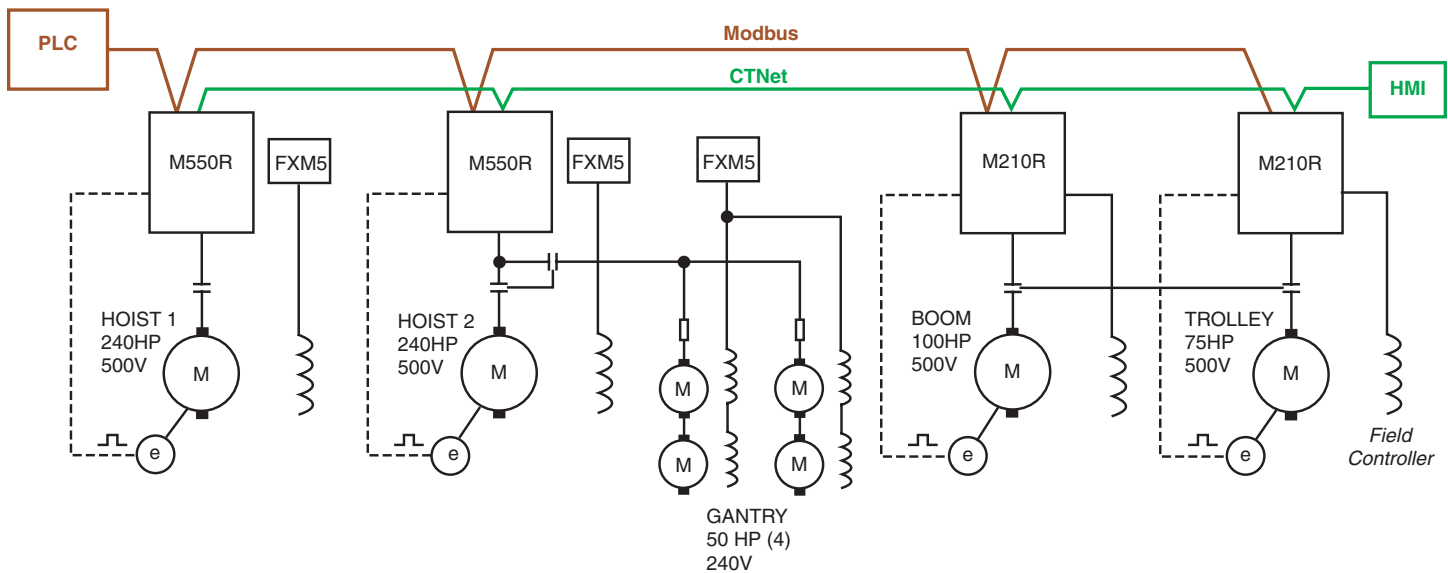 PLC
Modbus
CTNet
HMI
M550R
FXM5
M550R
FXM5
FXM5
M210R
M210R
HOIST 1
240HP
500V
M
e
HOIST 2
240HP
500V
M
e
M
M
M
M
GANTRY
50 HP (4)
240V
BOOM
100HP
500V
M
e
TROLLEY
75HP
500V
M
e
Field
Controller